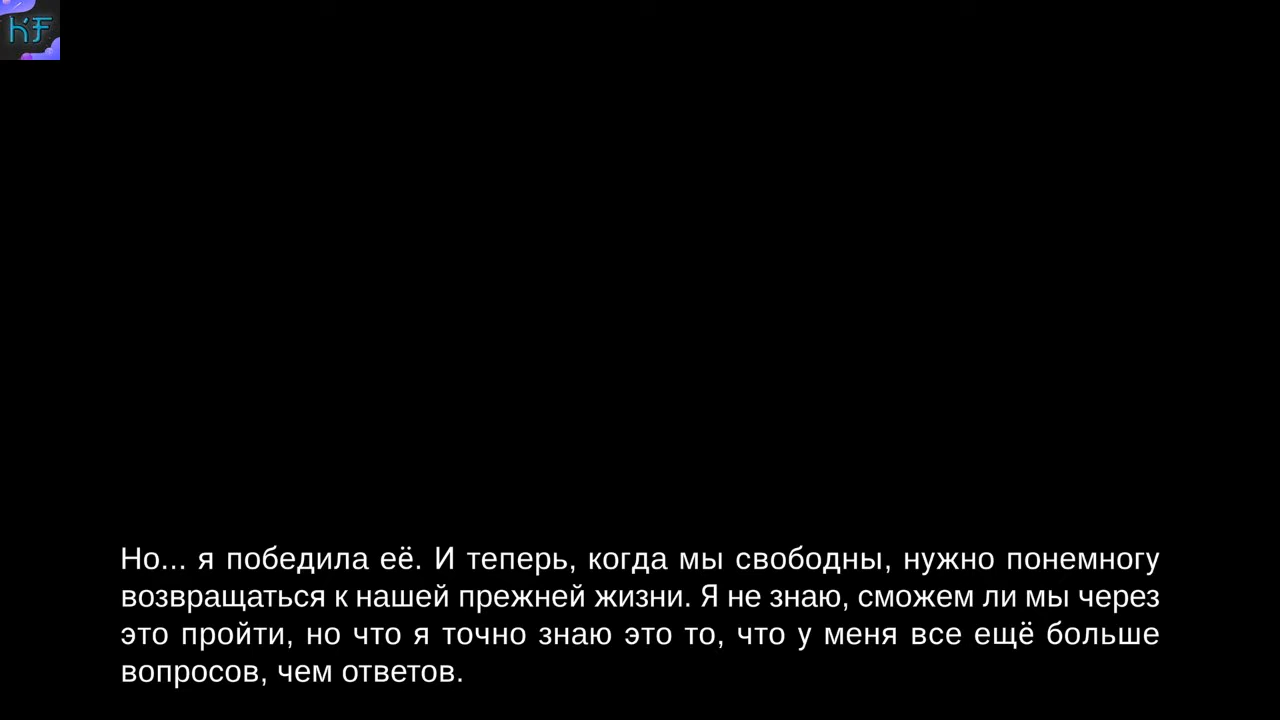 KF
Но... я победила её. И теперь, когда мы свободны, нужно понемногу
возвращаться к нашей прежней жизни. Я не знаю, сможем ли мы через
это пройти, но что я точно знаю это то, что у меня все ещё больше
вопросов, чем ответов.